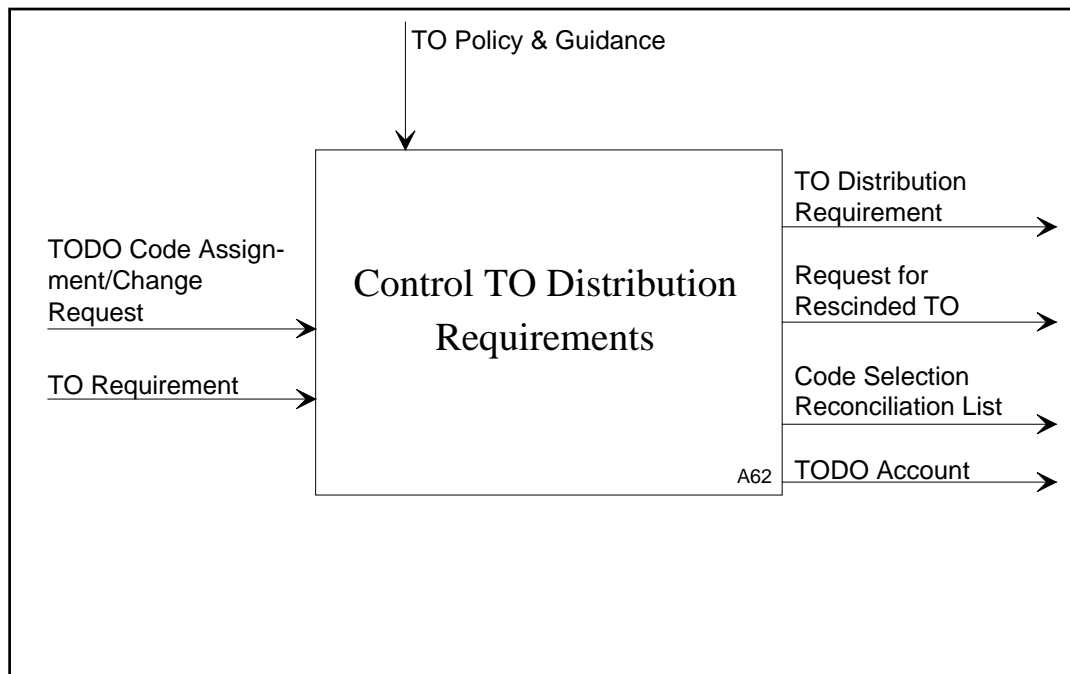 TO Policy & Guidance
TODO Code Assign-
ment/Change
Request
TO Requirement
Control TO Distribution
Requirements
A62
TO Distribution
Requirement
Request for
Rescinded TO
Code Selection
Reconciliation List
TODO Account